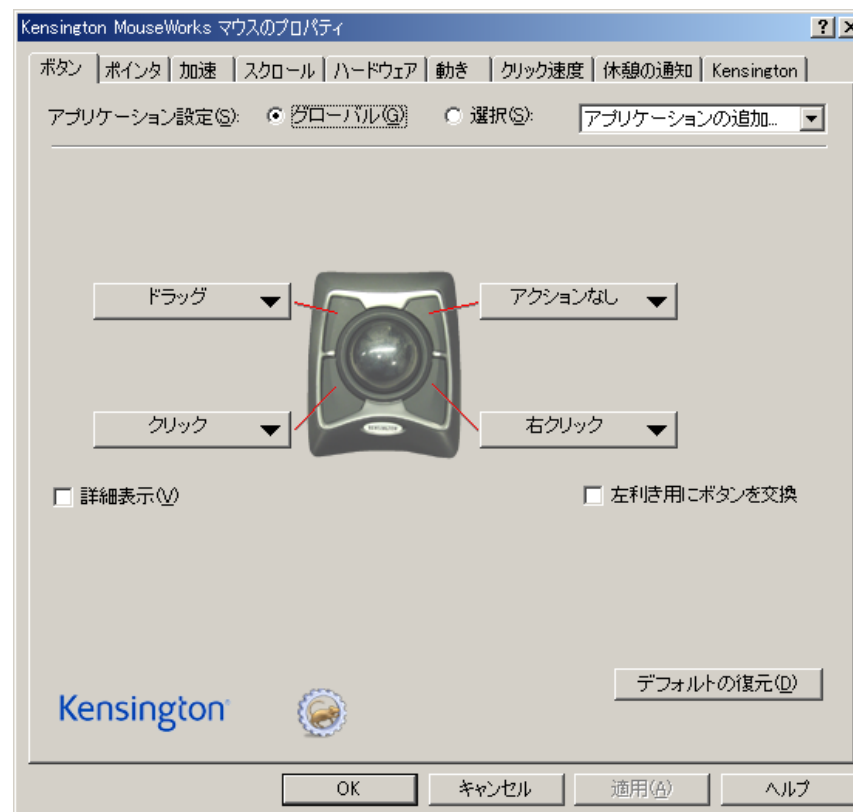 Kensington MouseWorks マウスのプロパティ
ボタン ポインタ 加速 スクロール ハードウェア 動き クリック速度 休憩の通知 Kensington
アプリケーション設定(S): グローバル(G) 選択(S): アプリケーションの追加...
ドラッグ アクションなし
クリック 右クリック
詳細表示(V) 左利き用にボタンを交換
デフォルトの復元(D)
Kensington
OK キャンセル 適用(A) ヘルプ